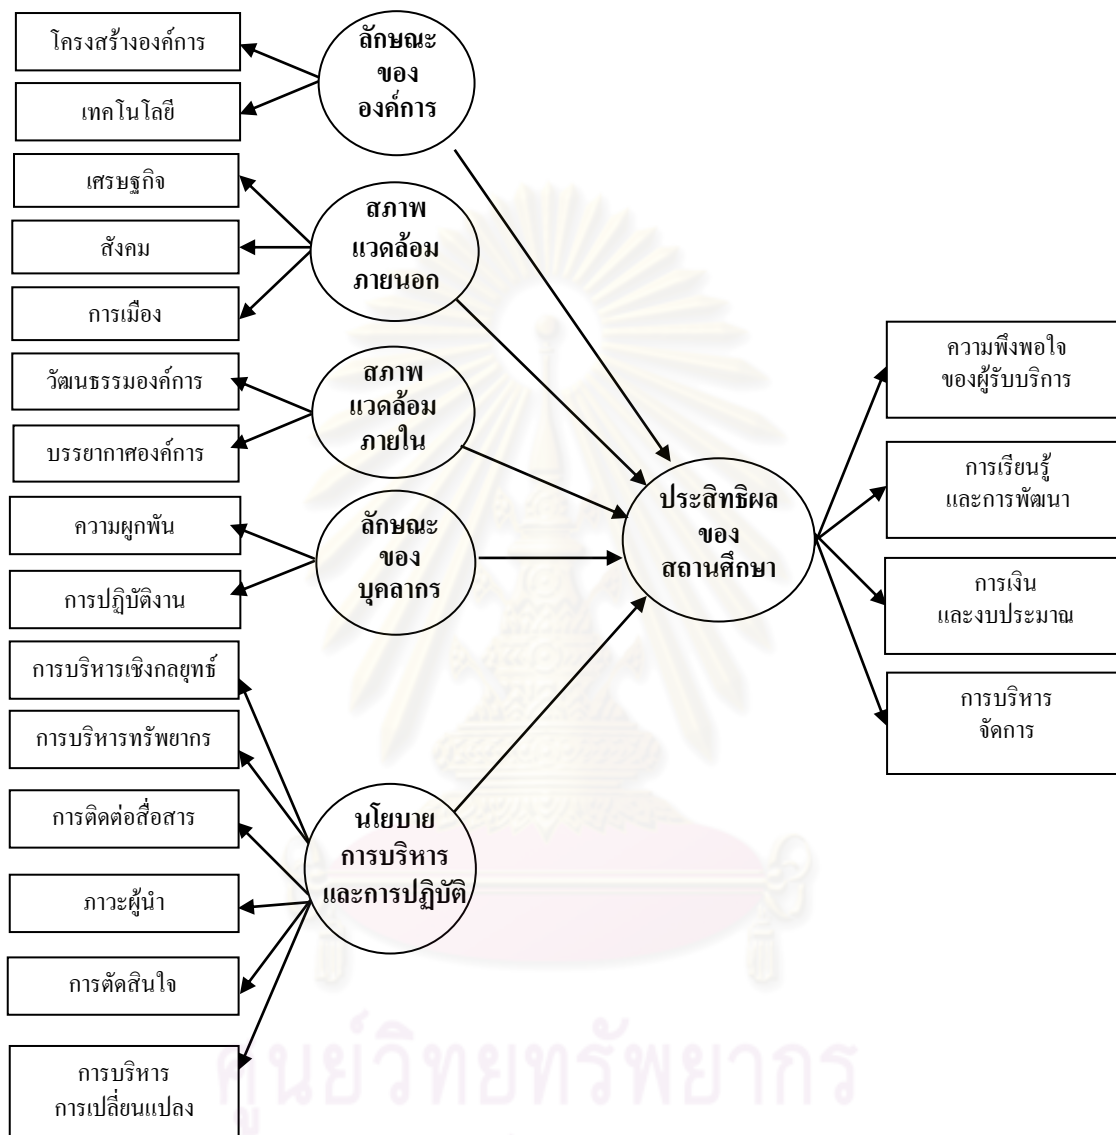 โครงสร้างองค์การ
เทคโนโลยี
ลักษณะ
ของ
องค์การ
เศรษฐกิจ
สังคม
การเมือง
สภาพ
แวดล้อม
ภายนอก
วัฒนธรรมองค์การ
บรรยากาศองค์การ
สภาพ
แวดล้อม
ภายใน
ความผูกพัน
การปฏิบัติงาน
ลักษณะ
ของ
บุคลากร
การบริหารเชิงกลยุทธ์
การบริหารทรัพยากร
การติดต่อสื่อสาร
ภาวะผู้นำ
การตัดสินใจ
การบริหาร
การเปลี่ยนแปลง
นโยบาย
การบริหาร
และการปฏิบัติ
ประสิทธิผล
ของ
สถานศึกษา
ความพึงพอใจ
ของผู้รับบริการ
การเรียนรู้
และการพัฒนา
การเงิน
และงบประมาณ
การบริหาร
จัดการ
ศูนย์วิทยทรัพยากร